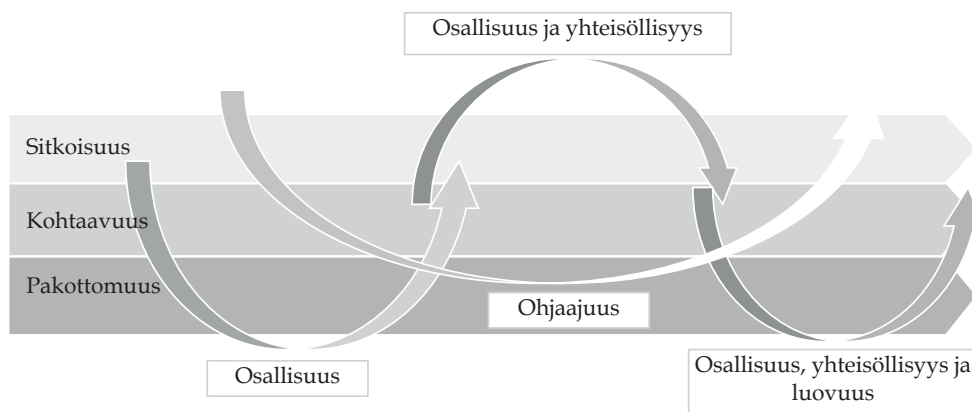 Osallisuus ja yhteisöllisyys
Sitkoisuus
Kohtaavuus
Pakottomuus
Ohjaajuus
Osallisuus
Osallisuus, yhteisöllisyys ja
luovuus